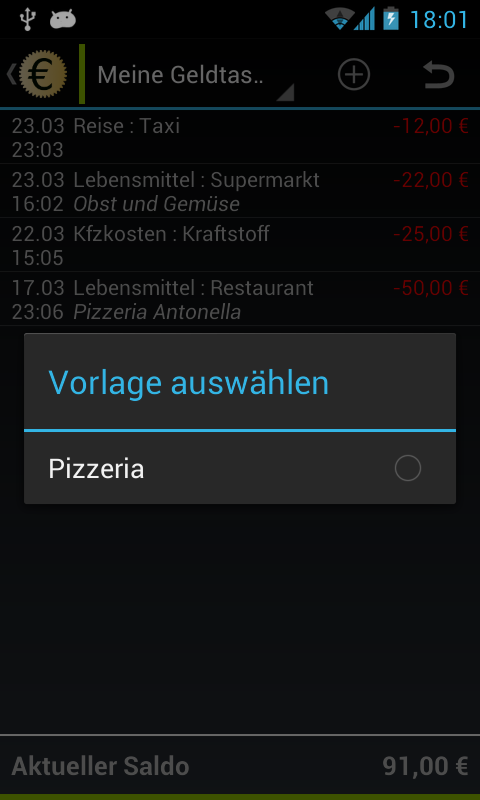 18:01
€ Meine Geldtas..
23.03 Reise : Taxi -12,00 €
23:03
23.03 Lebensmittel : Supermarkt -22,00 €
16:02 Obst und Gemüse
22.03 Kfzkosten : Kraftstoff -25,00 €
15:05
17.03 Lebensmittel : Restaurant -50,00 €
23:06 Pizzeria Antonella
Vorlage auswählen
Pizzeria
Aktueller Saldo 91,00 €